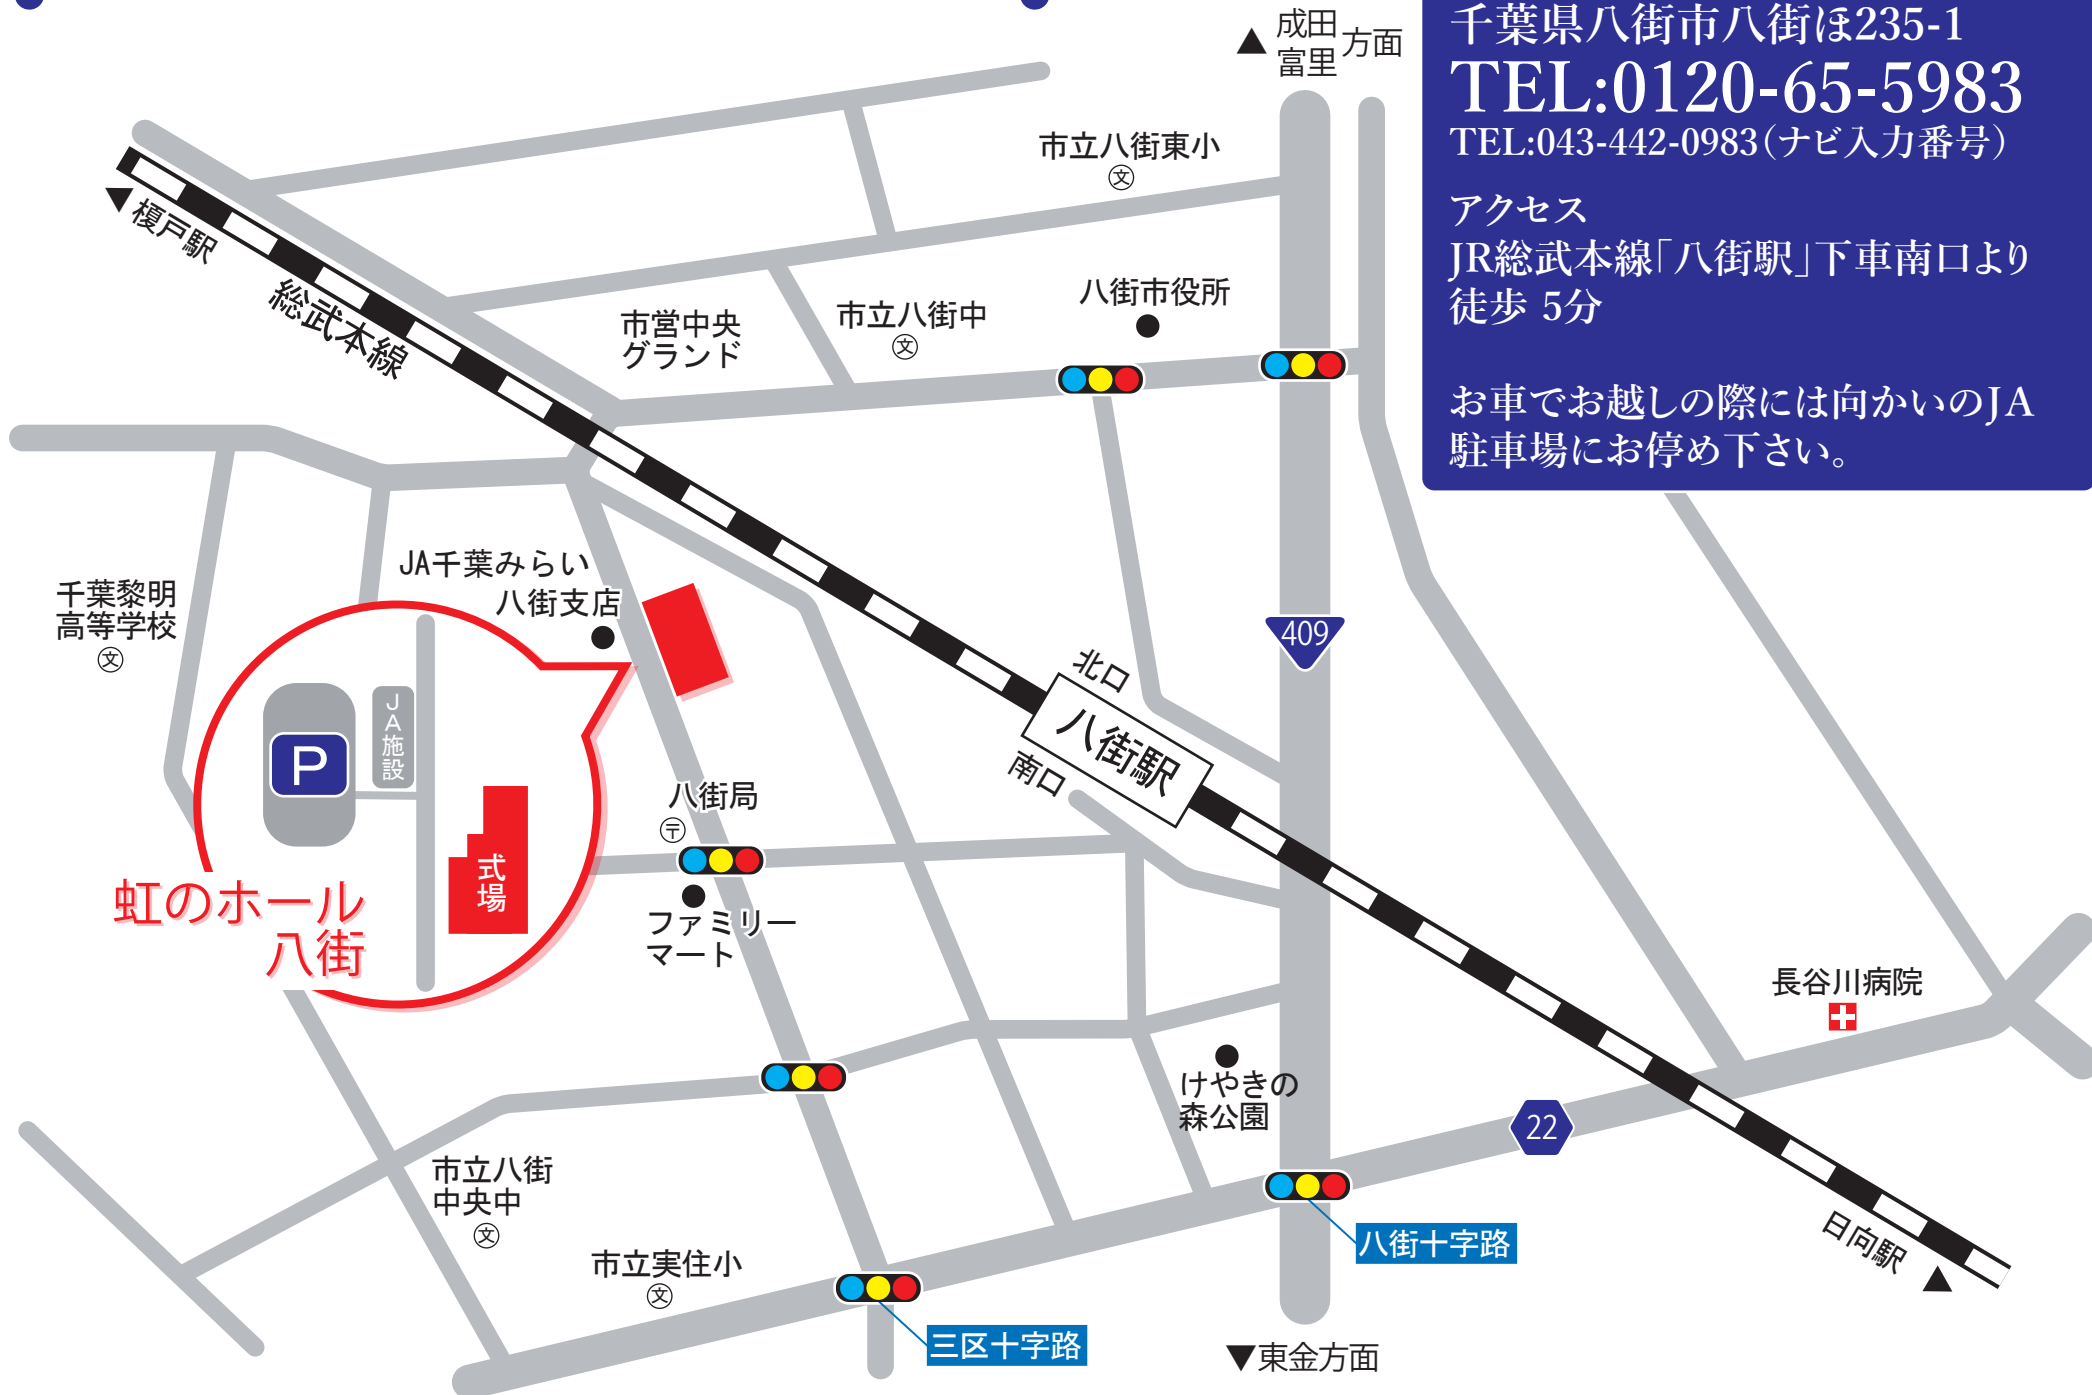 千葉県八街市八街ほ235-1
TEL:0120-65-5983
TEL:043-442-0983（ナビ入力番号）
アクセス
JR総武本線「八街駅」下車南口より
徒歩 5分
お車でお越しの際には向かいのJA
駐車場にお停め下さい。
▲ 成田
富里 方面
市立八街東小
文
◀ 榎戸駅
総武本線
市営中央
グランド
市立八街中
文
八街市役所
JA千葉みらい
八街支店
千葉黎明
高等学校
文
409
北口
八街駅
南口
P
JA施設
式場
虹のホール
八街
八街局
〒
ファミリー
マート
長谷川病院
けやきの
森公園
22
市立八街
中央中
文
市立実住小
文
八街十字路
三区十字路
日向駅 ▲
▼東金方面